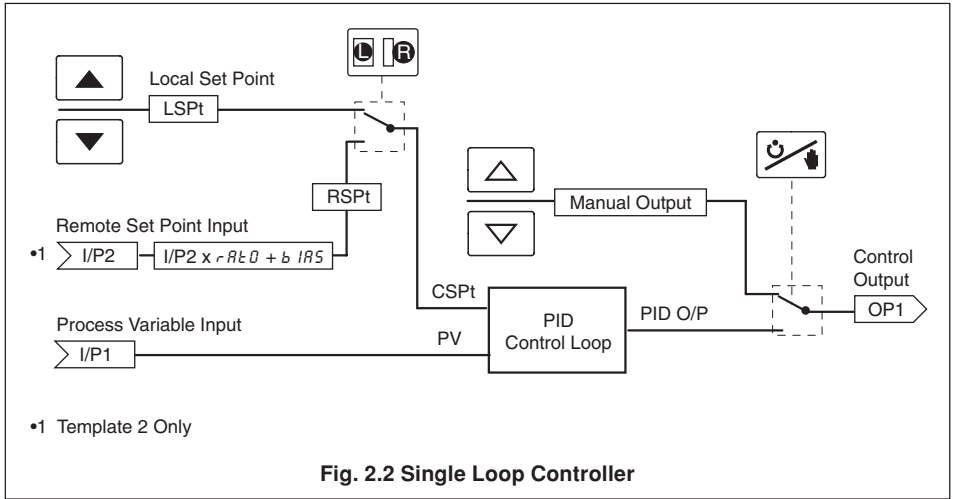 L R
Local Set Point
LSPt
RSPt
Manual Output
Remote Set Point Input
•1 I/P2 I/P2 x rAtO + bIAS
Control
Output
OP1
CSPt
PID
Control Loop
PID O/P
Process Variable Input
PV
I/P1
•1 Template 2 Only
Fig. 2.2 Single Loop Controller